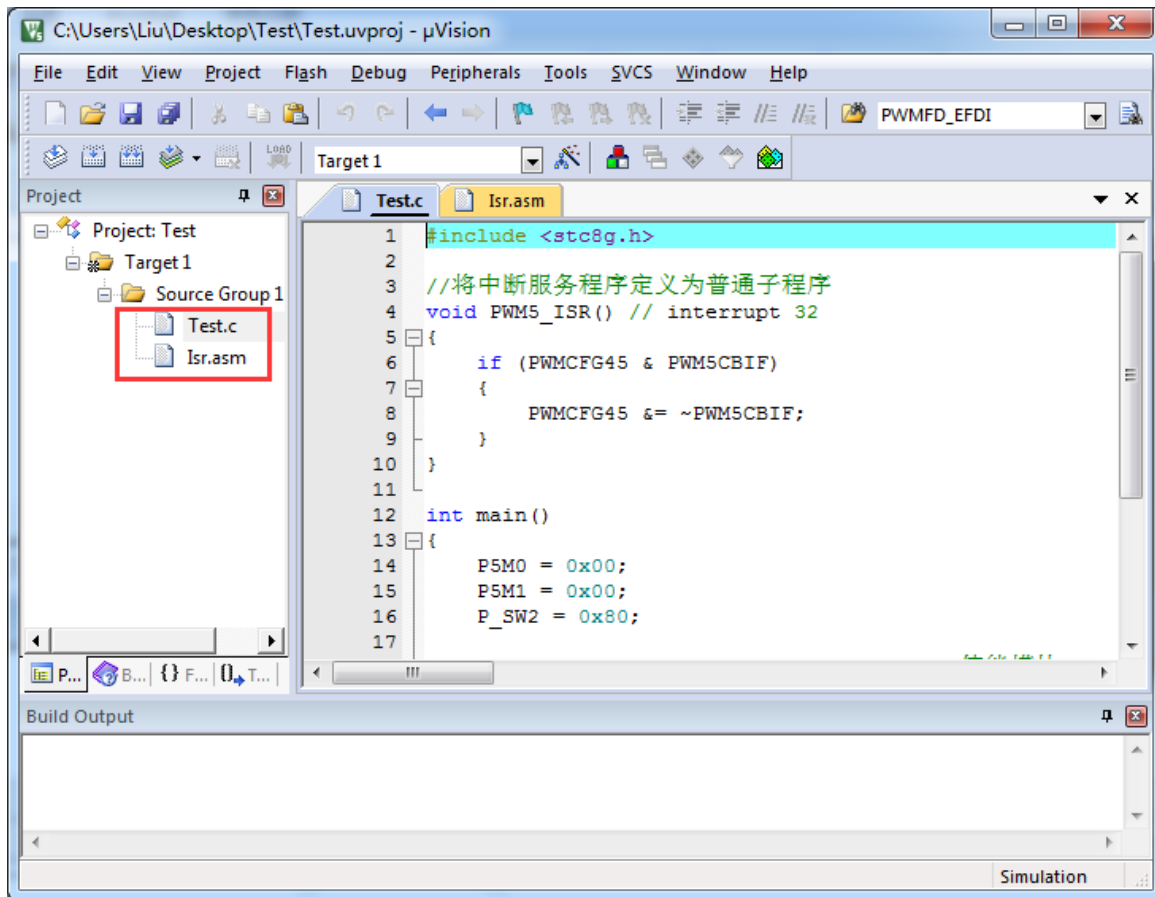 C:\Users\Liu\Desktop\Test\Test.uvproj - µVision
File Edit View Project Flash Debug Peripherals Tools SVCS Window Help
PWMFD_EFDI
LOAD
Target 1
Project
Test.c Isr.asm
Project: Test
Target 1
Source Group 1
Test.c
Isr.asm
1 #include <stc8g.h>
2
3 //将中断服务程序定义为普通子程序
4 void PWM5_ISR() // interrupt 32
5 {
6 if (PWMCFG45 & PWM5CBIF)
7 {
8 PWMCFG45 &= ~PWM5CBIF;
9 }
10 }
11
12 int main()
13 {
14 P5M0 = 0x00;
15 P5M1 = 0x00;
16 P_SW2 = 0x80;
17
P... B... {} F... 0 T...
Build Output
Simulation